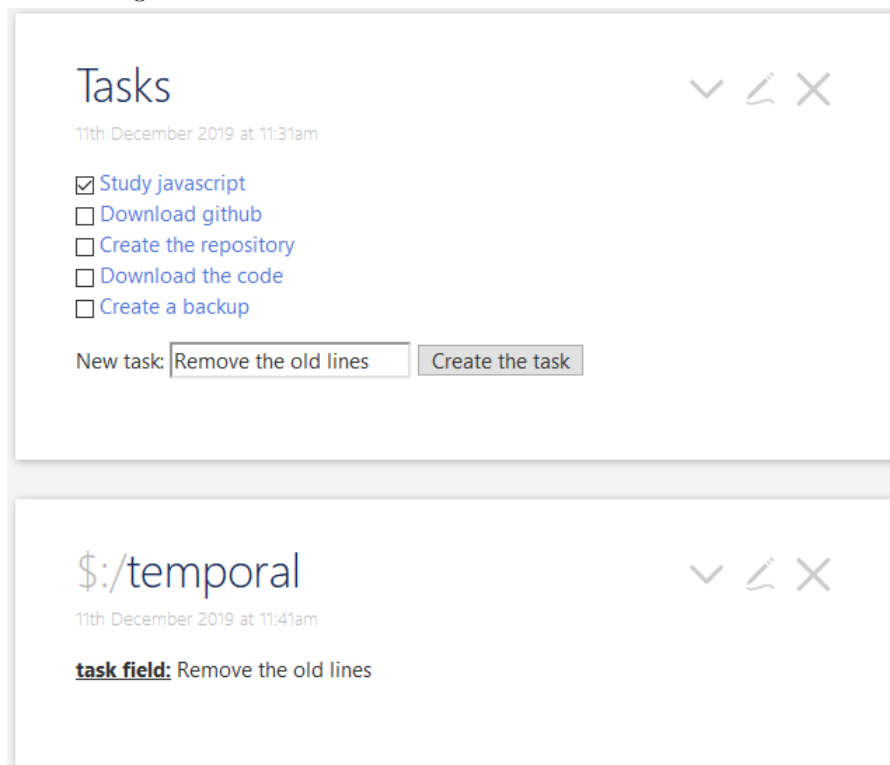 Tasks
11th December 2019 at 11:31am
Study javascript
Download github
Create the repository
Download the code
Create a backup
New task: Remove the old lines Create the task
$:/temporal
11th December 2019 at 11:41am
task field: Remove the old lines